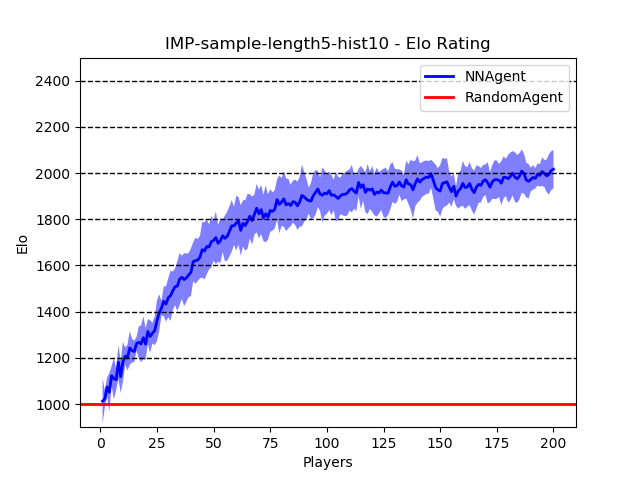 IMP-sample-length5-hist10 - Elo Rating
NNAgent
RandomAgent
Elo
2400
2200
2000
1800
1600
1400
1200
1000
0 25 50 75 100 125 150 175 200
Players